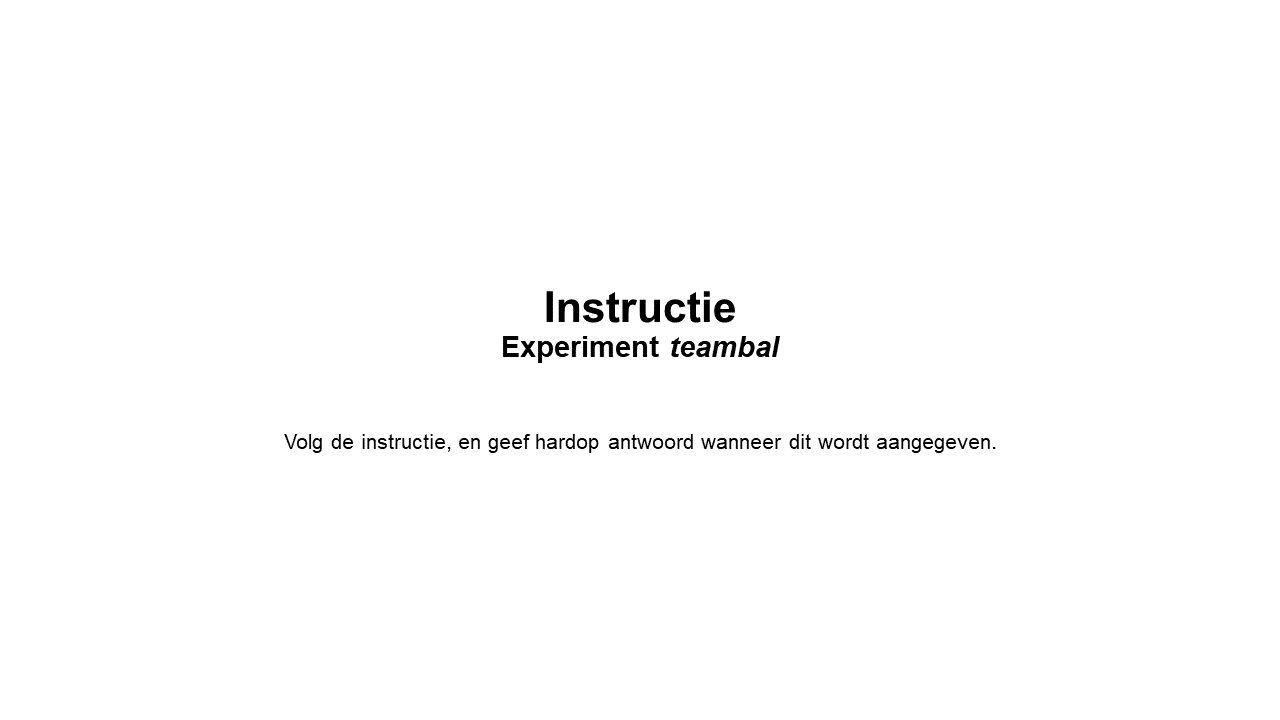 Instructie
Experiment teambal
Volg de instructie, en geef hardop antwoord wanneer dit wordt aangegeven.